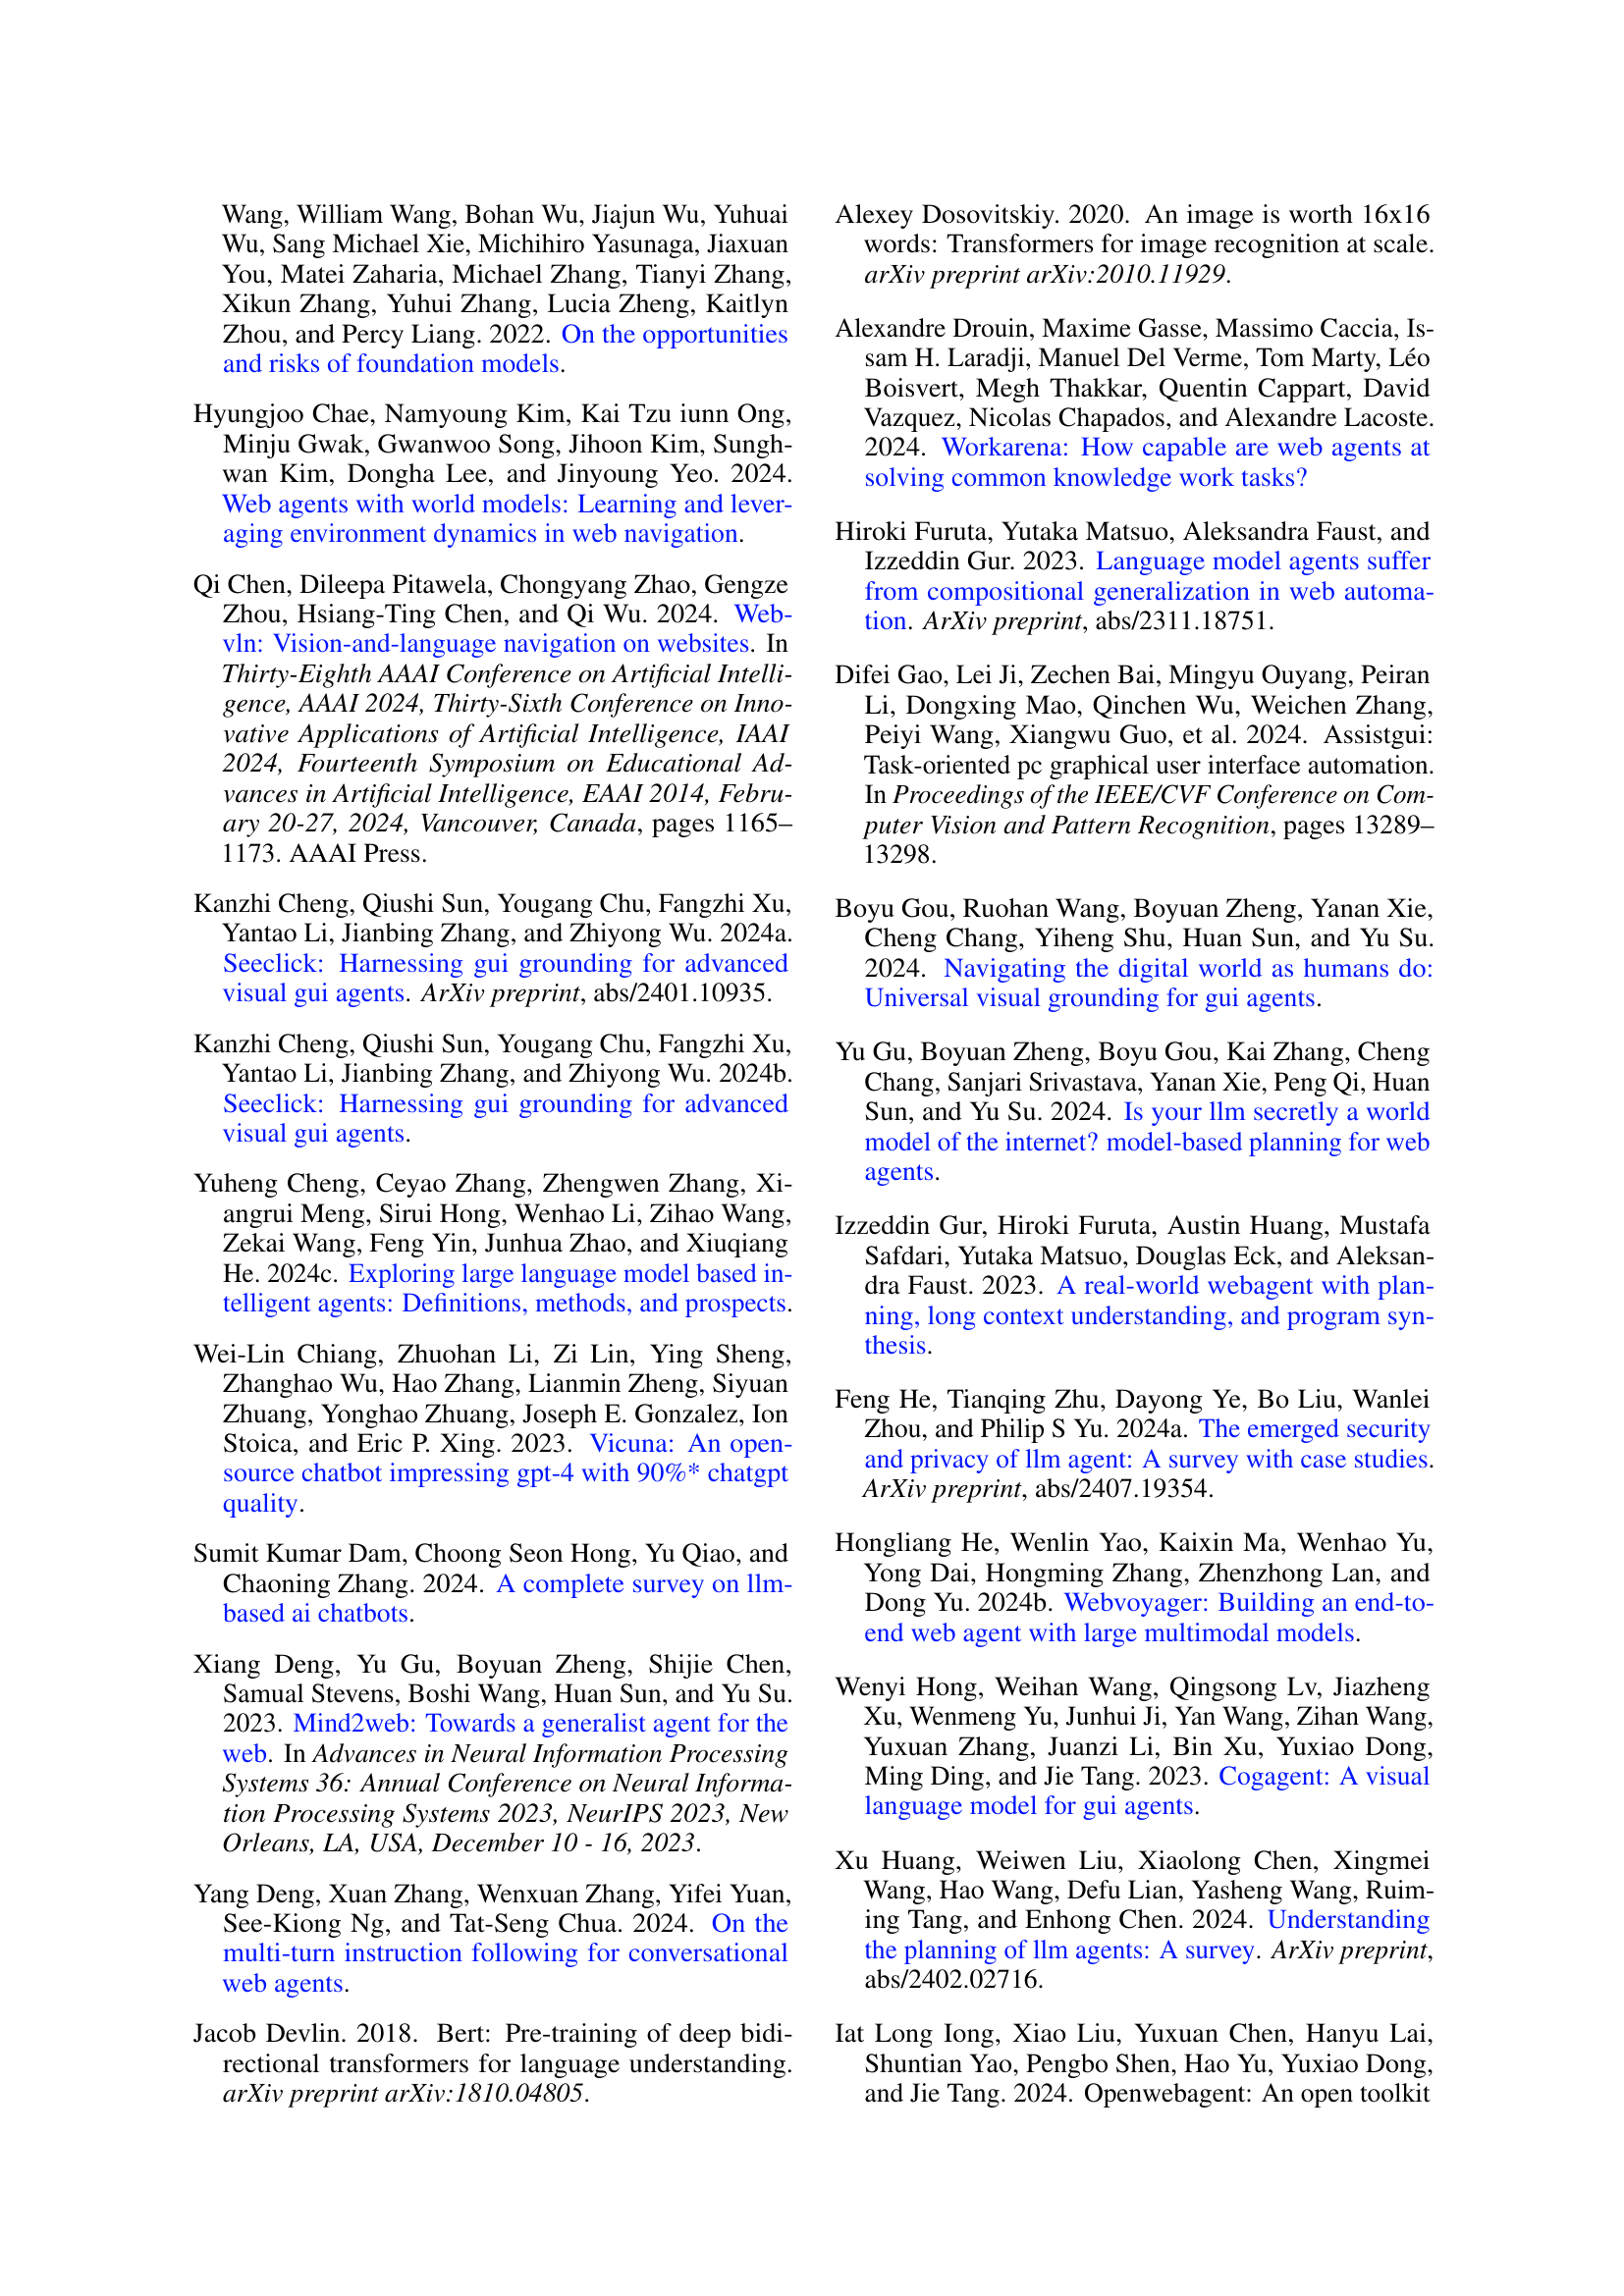 Wang, William Wang, Bohan Wu, Jiajun Wu, Yuhuai
Wu, Sang Michael Xie, Michihiro Yasunaga, Jiaxuan
You, Matei Zaharia, Michael Zhang, Tianyi Zhang,
Xikun Zhang, Yuhui Zhang, Lucia Zheng, Kaitlyn
Zhou, and Percy Liang. 2022. On the opportunities
and risks of foundation models.
Hyungjoo Chae, Namyoung Kim, Kai Tzu iunn Ong,
Minju Gwak, Gwanwoo Song, Jihoon Kim, Sungh-
wan Kim, Dongha Lee, and Jinyoung Yeo. 2024.
Web agents with world models: Learning and lever-
aging environment dynamics in web navigation.
Qi Chen, Dileepa Pitawela, Chongyang Zhao, Gengze
Zhou, Hsiang-Ting Chen, and Qi Wu. 2024. Web-
vln: Vision-and-language navigation on websites. In
Thirty-Eighth AAAI Conference on Artificial Intelli-
gence, AAAI 2024, Thirty-Sixth Conference on Inno-
vative Applications of Artificial Intelligence, IAAI
2024, Fourteenth Symposium on Educational Ad-
vances in Artificial Intelligence, EAAI 2014, Febru-
ary 20-27, 2024, Vancouver, Canada, pages 1165–
1173. AAAI Press.
Kanzhi Cheng, Qiushi Sun, Yougang Chu, Fangzhi Xu,
Yantao Li, Jianbing Zhang, and Zhiyong Wu. 2024a.
Seeclick: Harnessing gui grounding for advanced
visual gui agents. ArXiv preprint, abs/2401.10935.
Kanzhi Cheng, Qiushi Sun, Yougang Chu, Fangzhi Xu,
Yantao Li, Jianbing Zhang, and Zhiyong Wu. 2024b.
Seeclick: Harnessing gui grounding for advanced
visual gui agents.
Yuheng Cheng, Ceyao Zhang, Zhengwen Zhang, Xi-
angrui Meng, Sirui Hong, Wenhao Li, Zihao Wang,
Zekai Wang, Feng Yin, Junhua Zhao, and Xiuqiang
He. 2024c. Exploring large language model based in-
telligent agents: Definitions, methods, and prospects.
Wei-Lin Chiang, Zhuohan Li, Zi Lin, Ying Sheng,
Zhanghao Wu, Hao Zhang, Lianmin Zheng, Siyuan
Zhuang, Yonghao Zhuang, Joseph E. Gonzalez, Ion
Stoica, and Eric P. Xing. 2023. Vicuna: An open-
source chatbot impressing gpt-4 with 90%* chatgpt
quality.
Sumit Kumar Dam, Choong Seon Hong, Yu Qiao, and
Chaoning Zhang. 2024. A complete survey on llm-
based ai chatbots.
Xiang Deng, Yu Gu, Boyuan Zheng, Shijie Chen,
Samual Stevens, Boshi Wang, Huan Sun, and Yu Su.
2023. Mind2web: Towards a generalist agent for the
web. In Advances in Neural Information Processing
Systems 36: Annual Conference on Neural Informa-
tion Processing Systems 2023, NeurIPS 2023, New
Orleans, LA, USA, December 10 - 16, 2023.
Yang Deng, Xuan Zhang, Wenxuan Zhang, Yifei Yuan,
See-Kiong Ng, and Tat-Seng Chua. 2024. On the
multi-turn instruction following for conversational
web agents.
Jacob Devlin. 2018. Bert: Pre-training of deep bidi-
rectional transformers for language understanding.
arXiv preprint arXiv:1810.04805.
Alexey Dosovitskiy. 2020. An image is worth 16x16
words: Transformers for image recognition at scale.
arXiv preprint arXiv:2010.11929.
Alexandre Drouin, Maxime Gasse, Massimo Caccia, Is-
sam H. Laradji, Manuel Del Verme, Tom Marty, Léo
Boisvert, Megh Thakkar, Quentin Cappart, David
Vazquez, Nicolas Chapados, and Alexandre Lacoste.
2024. Workarena: How capable are web agents at
solving common knowledge work tasks?
Hiroki Furuta, Yutaka Matsuo, Aleksandra Faust, and
Izzeddin Gur. 2023. Language model agents suffer
from compositional generalization in web automa-
tion. ArXiv preprint, abs/2311.18751.
Difei Gao, Lei Ji, Zechen Bai, Mingyu Ouyang, Peiran
Li, Dongxing Mao, Qinchen Wu, Weichen Zhang,
Peiyi Wang, Xiangwu Guo, et al. 2024. Assistgui:
Task-oriented pc graphical user interface automation.
In Proceedings of the IEEE/CVF Conference on Com-
puter Vision and Pattern Recognition, pages 13289–
13298.
Boyu Gou, Ruohan Wang, Boyuan Zheng, Yanan Xie,
Cheng Chang, Yiheng Shu, Huan Sun, and Yu Su.
2024. Navigating the digital world as humans do:
Universal visual grounding for gui agents.
Yu Gu, Boyuan Zheng, Boyu Gou, Kai Zhang, Cheng
Chang, Sanjari Srivastava, Yanan Xie, Peng Qi, Huan
Sun, and Yu Su. 2024. Is your llm secretly a world
model of the internet? model-based planning for web
agents.
Izzeddin Gur, Hiroki Furuta, Austin Huang, Mustafa
Safdari, Yutaka Matsuo, Douglas Eck, and Aleksan-
dra Faust. 2023. A real-world webagent with plan-
ning, long context understanding, and program syn-
thesis.
Feng He, Tianqing Zhu, Dayong Ye, Bo Liu, Wanlei
Zhou, and Philip S Yu. 2024a. The emerged security
and privacy of llm agent: A survey with case studies.
ArXiv preprint, abs/2407.19354.
Hongliang He, Wenlin Yao, Kaixin Ma, Wenhao Yu,
Yong Dai, Hongming Zhang, Zhenzhong Lan, and
Dong Yu. 2024b. Webvoyager: Building an end-to-
end web agent with large multimodal models.
Wenyi Hong, Weihan Wang, Qingsong Lv, Jiazheng
Xu, Wenmeng Yu, Junhui Ji, Yan Wang, Zihan Wang,
Yuxuan Zhang, Juanzi Li, Bin Xu, Yuxiao Dong,
Ming Ding, and Jie Tang. 2023. Cogagent: A visual
language model for gui agents.
Xu Huang, Weiwen Liu, Xiaolong Chen, Xingmei
Wang, Hao Wang, Defu Lian, Yasheng Wang, Ruim-
ing Tang, and Enhong Chen. 2024. Understanding
the planning of llm agents: A survey. ArXiv preprint,
abs/2402.02716.
Iat Long Iong, Xiao Liu, Yuxuan Chen, Hanyu Lai,
Shuntian Yao, Pengbo Shen, Hao Yu, Yuxiao Dong,
and Jie Tang. 2024. Openwebagent: An open toolkit